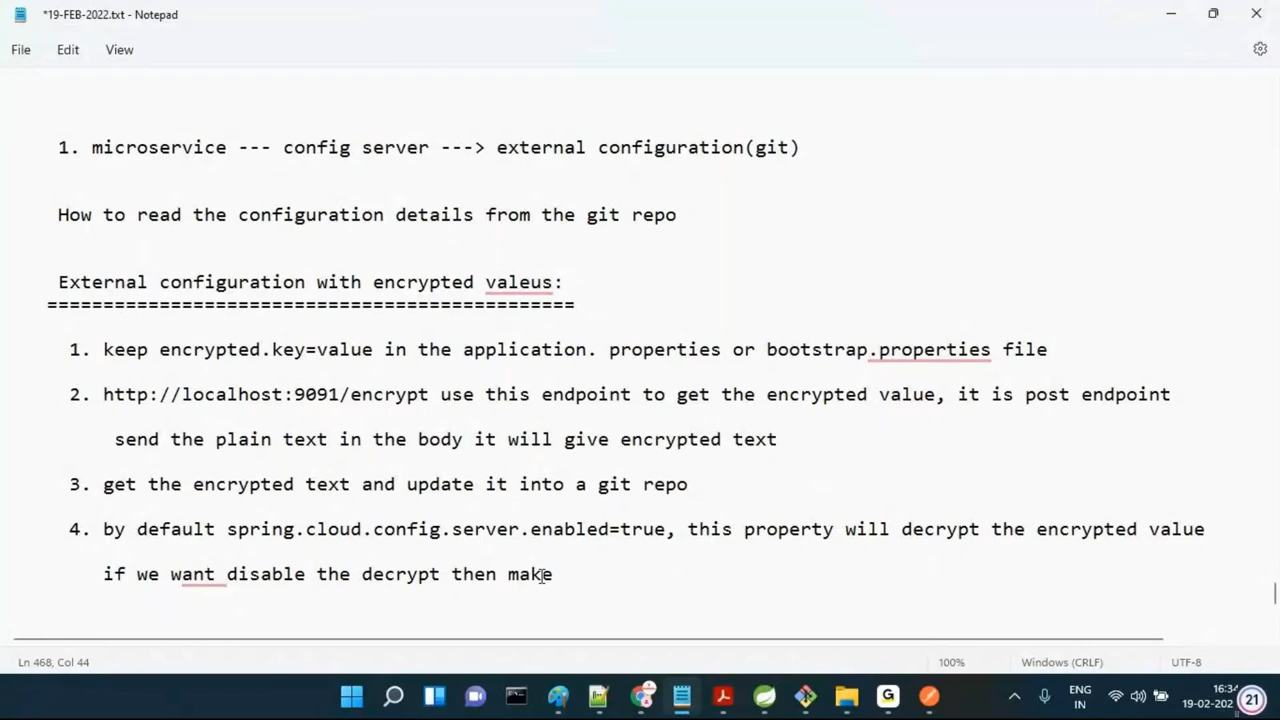 *19-FEB-2022.txt - Notepad
File Edit View
1. microservice --- config server ---> external configuration(git)
How to read the configuration details from the git repo
External configuration with encrypted valeus:
==============================================
1. keep encrypted.key=value in the application. properties or bootstrap.properties file
2. http://localhost:9091/encrypt use this endpoint to get the encrypted value, it is post endpoint
send the plain text in the body it will give encrypted text
3. get the encrypted text and update it into a git repo
4. by default spring.cloud.config.server.enabled=true, this property will decrypt the encrypted value
if we want disable the decrypt then make
Ln 468, Col 44 100% Windows (CRLF) UTF-8
ENG 16:34
IN 19-02-202 21